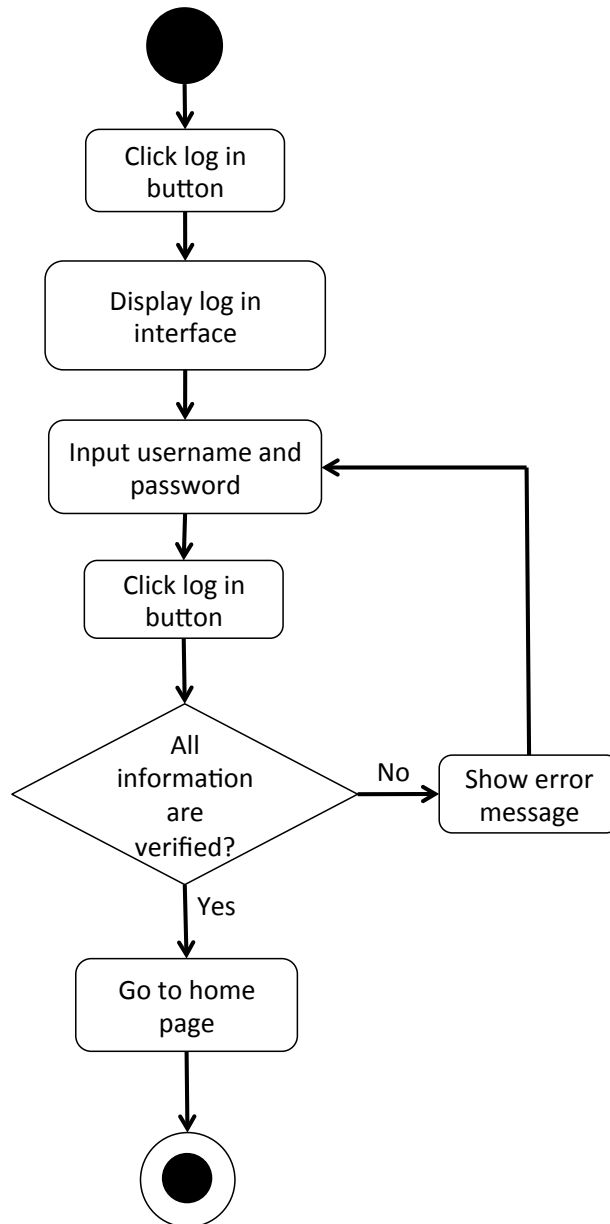 Click log in
button
Display log in
interface
Input username and
password
Click log in
button
All
information
are
verified?
No
Show error
message
Yes
Go to home
page